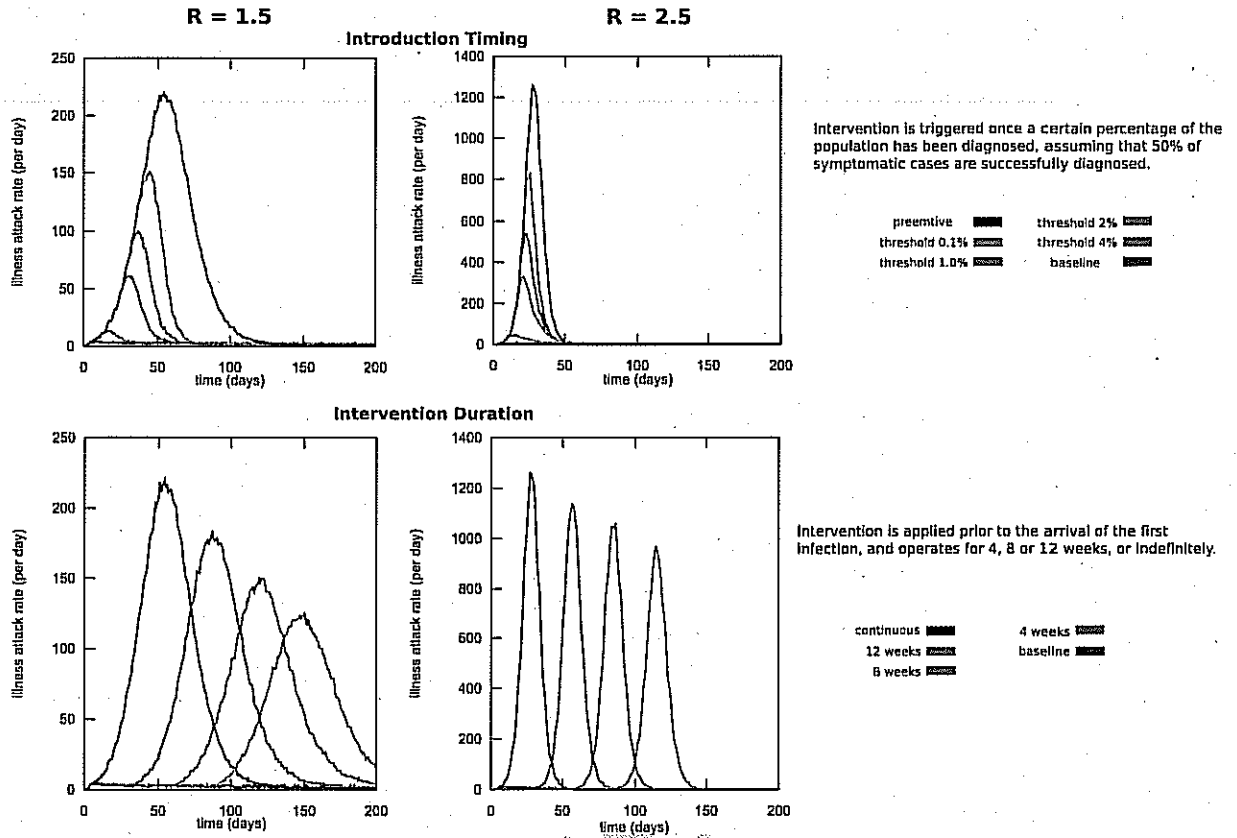 R = 1.5
R = 2.5
Introduction Timing
250
200
150
100
50
0
illness attack rate (per day)
0 50 100 150 200
time (days)
1400
1200
1000
800
600
400
200
0
illness attack rate (per day)
0 50 100 150 200
time (days)
Intervention is triggered once a certain percentage of the
population has been diagnosed, assuming that 50% of
symptomatic cases are successfully diagnosed.
preemtive threshold 2%
threshold 0.1% threshold 4%
threshold 1.0% baseline
Intervention Duration
250
200
150
100
50
0
illness attack rate (per day)
0 50 100 150 200
time (days)
1400
1200
1000
800
600
400
200
0
illness attack rate (per day)
0 50 100 150 200
time (days)
Intervention is applied prior to the arrival of the first
infection, and operates for 4, 8 or 12 weeks, or indefinitely.
continuous 4 weeks
12 weeks baseline
8 weeks